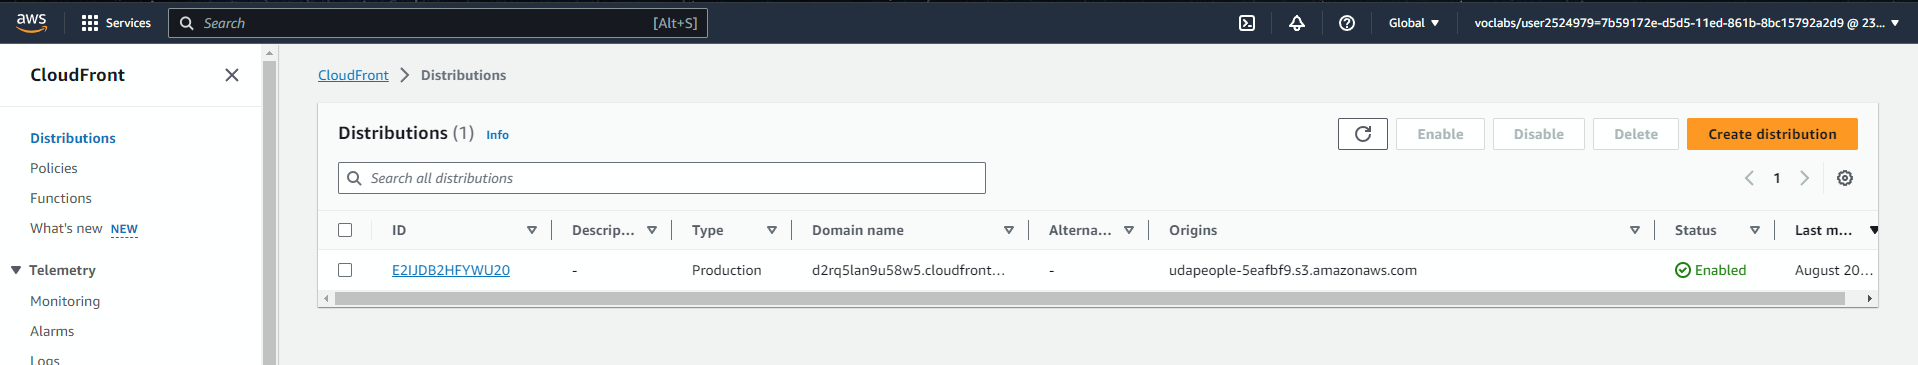 aws
Services
Search
[Alt+S]
Global
voclabs/user2524979=7b59172e-d5d5-11ed-861b-8bc15792a2d9 @ 23...
CloudFront
Distributions
Policies
Functions
What's new NEW
Telemetry
Monitoring
Alarms
Logs
CloudFront > Distributions
Distributions (1) Info
Enable
Disable
Delete
Create distribution
Search all distributions
1
ID Descrip... Type Domain name Alterna... Origins Status Last m...
E2IJDB2HFYWU20 - Production d2rq5lan9u58w5.cloudfront... - udapeople-5eafbf9.s3.amazonaws.com Enabled August 20...